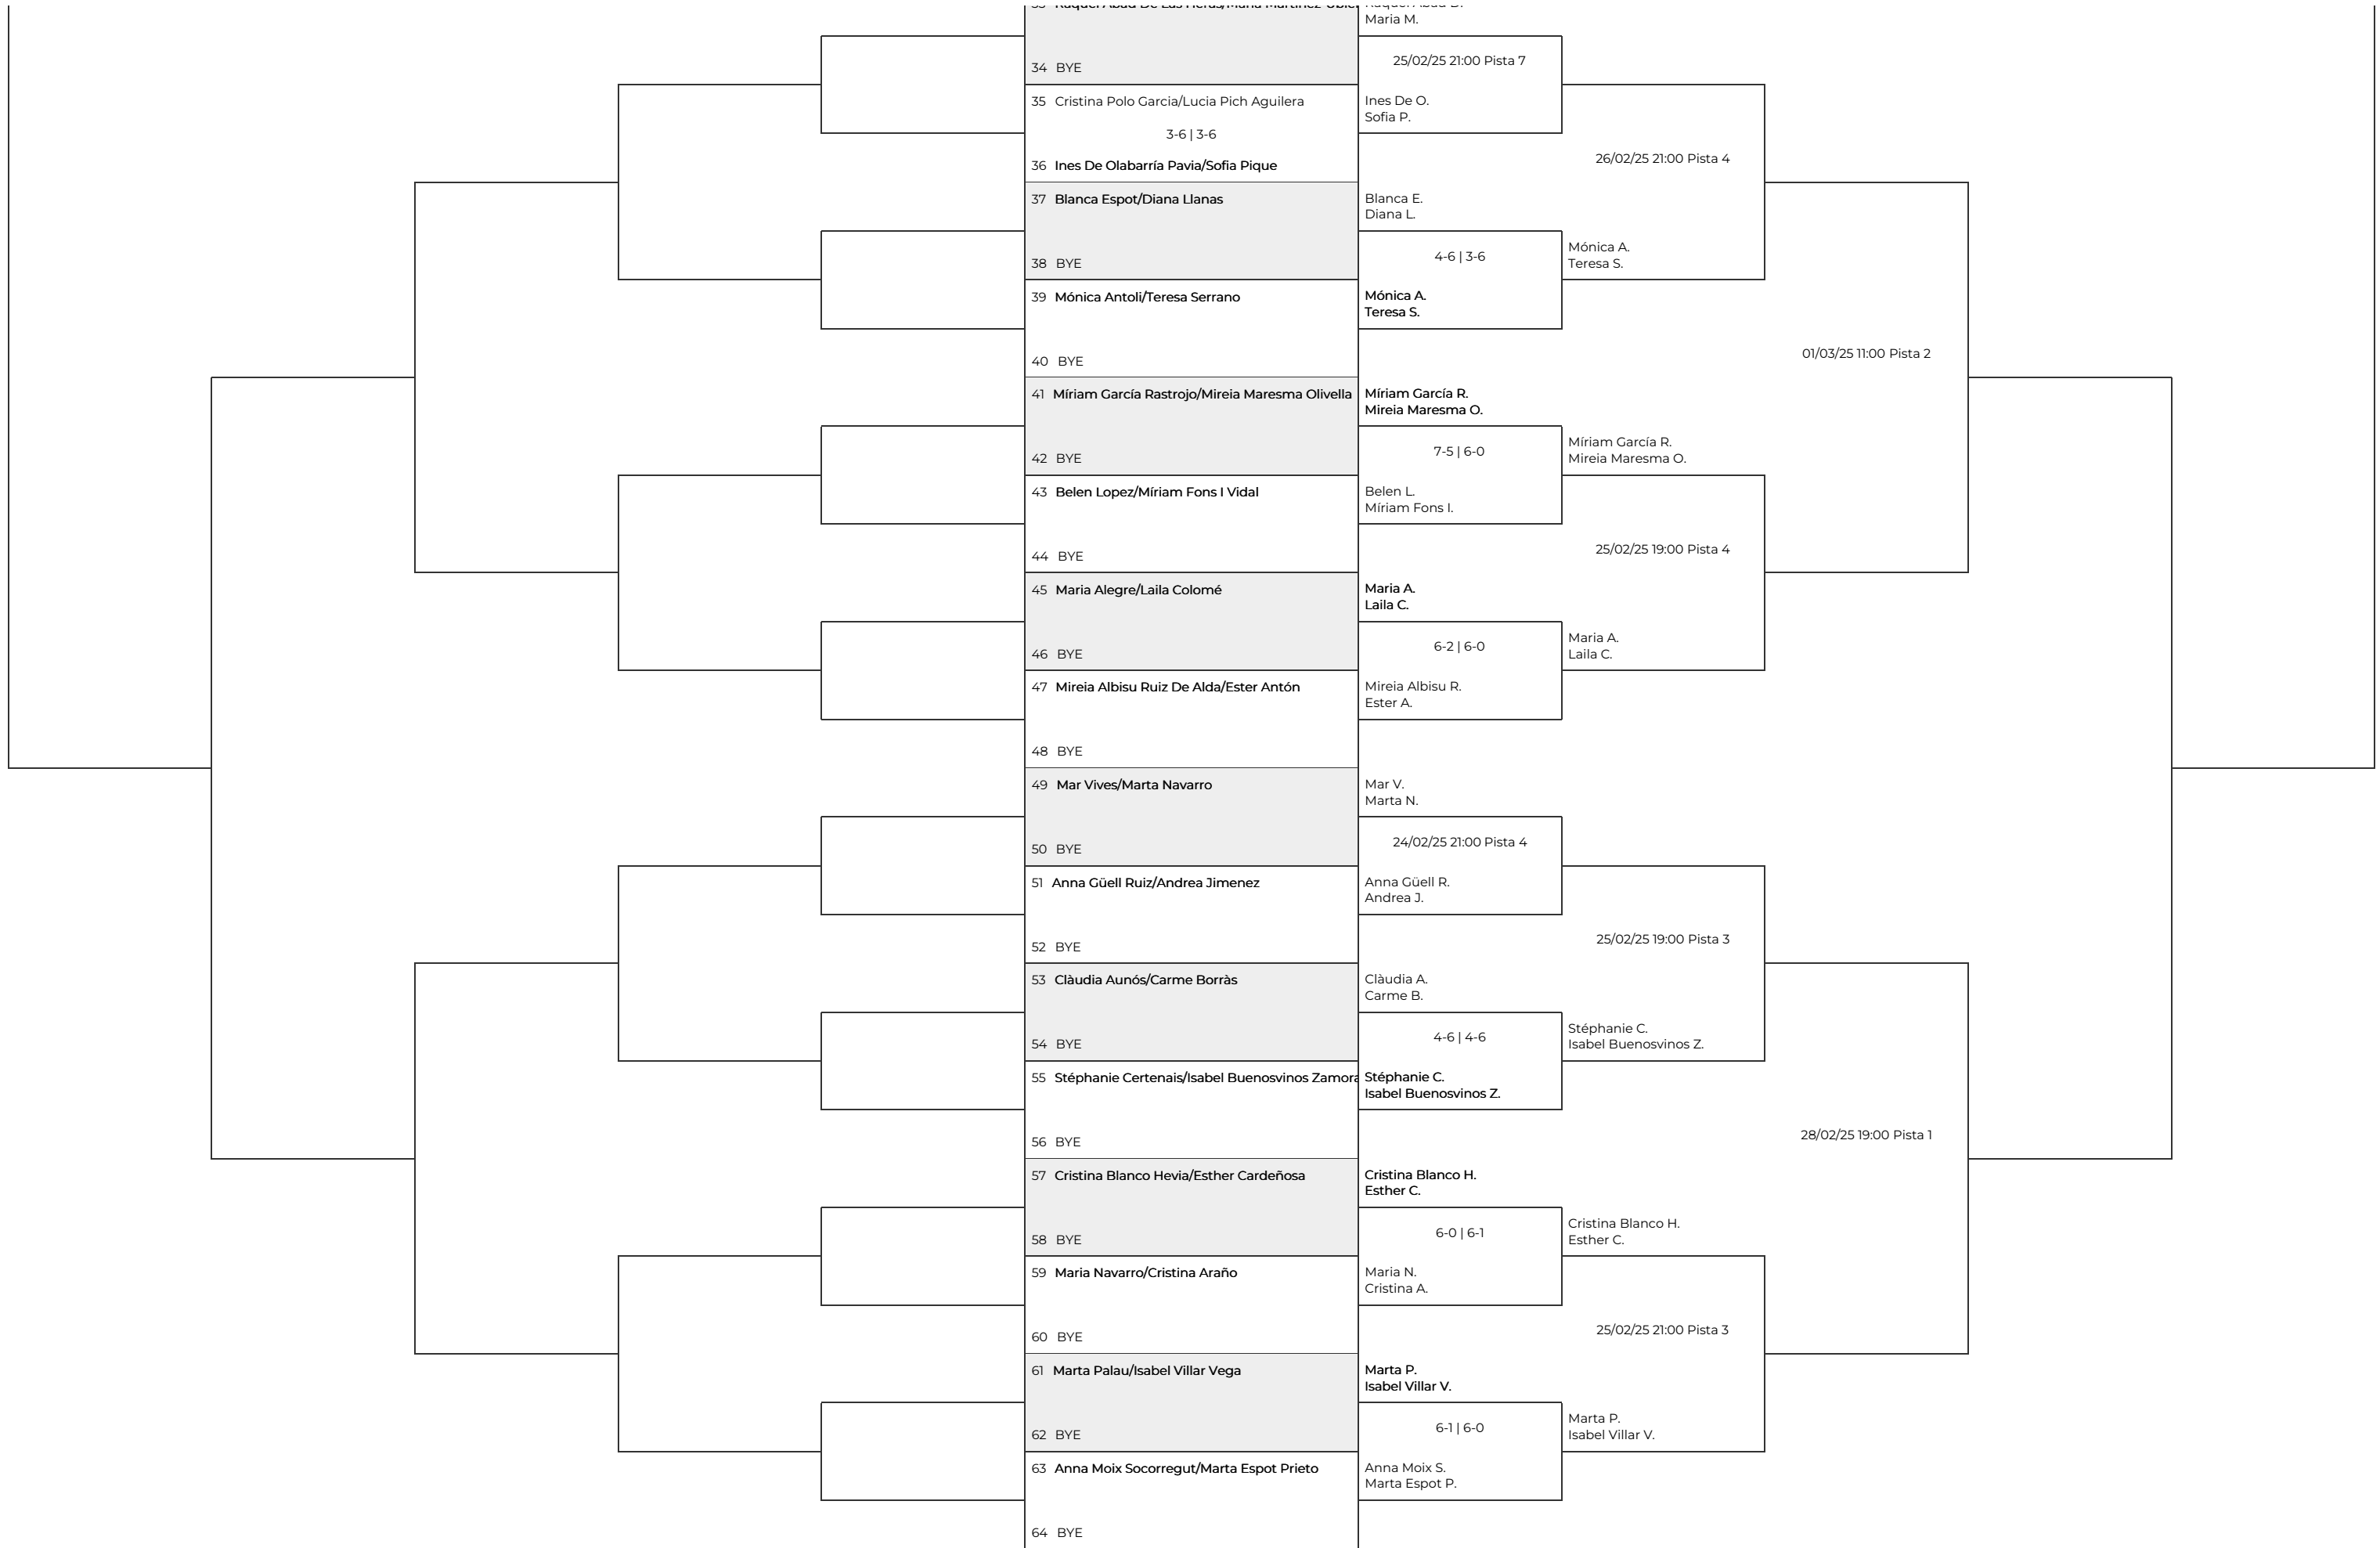 Maria M.
34 BYE
25/02/25 21:00 Pista 7
35 Cristina Polo Garcia/Lucia Pich Aguilera
Ines De O.
Sofia P.
3-6 | 3-6
36 Ines De Olabarría Pavia/Sofia Pique
26/02/25 21:00 Pista 4
37 Blanca Espot/Diana Llanas
Blanca E.
Diana L.
38 BYE
4-6 | 3-6
Mónica A.
Teresa S.
39 Mónica Antoli/Teresa Serrano
Mónica A.
Teresa S.
40 BYE
01/03/25 11:00 Pista 2
41 Míriam García Rastrojo/Mireia Maresma Olivella
Míriam García R.
Mireia Maresma O.
42 BYE
7-5 | 6-0
Míriam García R.
Mireia Maresma O.
43 Belen Lopez/Míriam Fons I Vidal
Belen L.
Míriam Fons I.
44 BYE
25/02/25 19:00 Pista 4
45 Maria Alegre/Laila Colomé
Maria A.
Laila C.
46 BYE
6-2 | 6-0
Maria A.
Laila C.
47 Mireia Albisu Ruiz De Alda/Ester Antón
Mireia Albisu R.
Ester A.
48 BYE
49 Mar Vives/Marta Navarro
Mar V.
Marta N.
50 BYE
24/02/25 21:00 Pista 4
51 Anna Güell Ruiz/Andrea Jimenez
Anna Güell R.
Andrea J.
52 BYE
25/02/25 19:00 Pista 3
53 Clàudia Aunós/Carme Borràs
Clàudia A.
Carme B.
54 BYE
4-6 | 4-6
Stéphanie C.
Isabel Buenosvinos Z.
55 Stéphanie Certenais/Isabel Buenosvinos Zamora
Stéphanie C.
Isabel Buenosvinos Z.
56 BYE
28/02/25 19:00 Pista 1
57 Cristina Blanco Hevia/Esther Cardeñosa
Cristina Blanco H.
Esther C.
58 BYE
6-0 | 6-1
Cristina Blanco H.
Esther C.
59 Maria Navarro/Cristina Araño
Maria N.
Cristina A.
60 BYE
25/02/25 21:00 Pista 3
61 Marta Palau/Isabel Villar Vega
Marta P.
Isabel Villar V.
62 BYE
6-1 | 6-0
Marta P.
Isabel Villar V.
63 Anna Moix Socorregut/Marta Espot Prieto
Anna Moix S.
Marta Espot P.
64 BYE